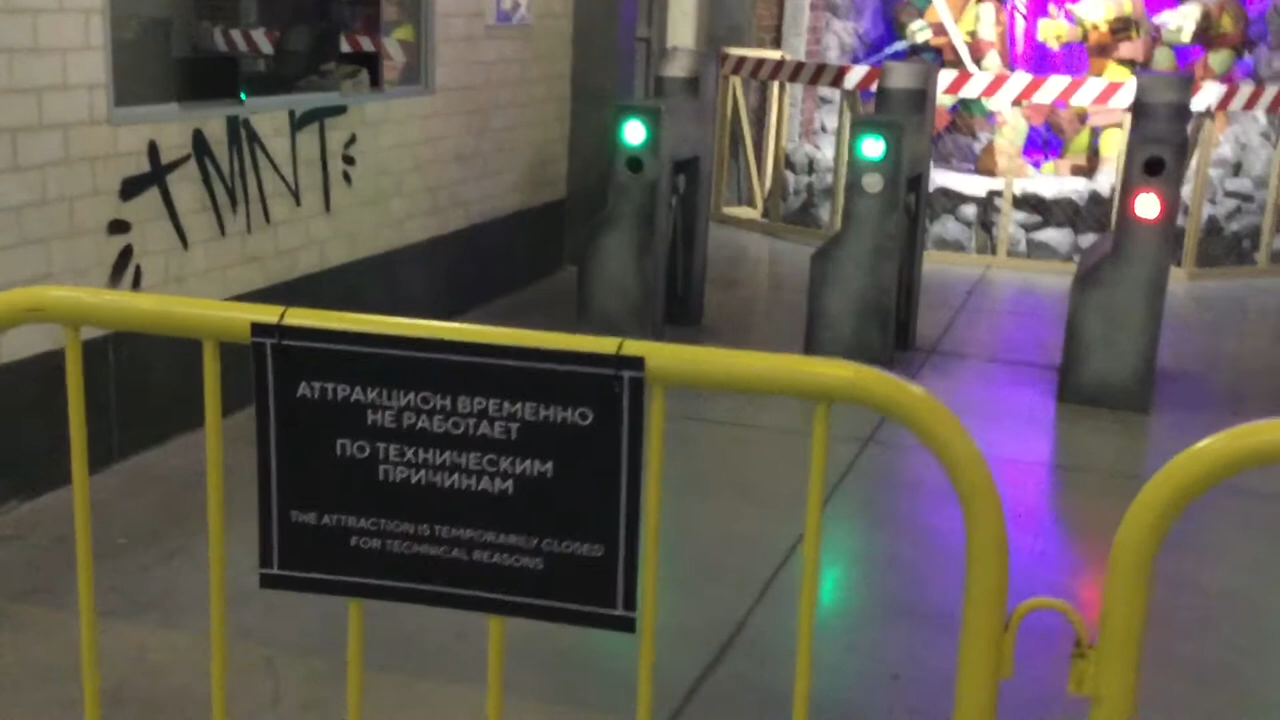 TMNT
АТТРАКЦИОН ВРЕМЕННО
НЕ РАБОТАЕТ
ПО ТЕХНИЧЕСКИМ
ПРИЧИНАМ
THE ATTRACTION IS TEMPORARILY CLOSED
FOR TECHNICAL REASONS